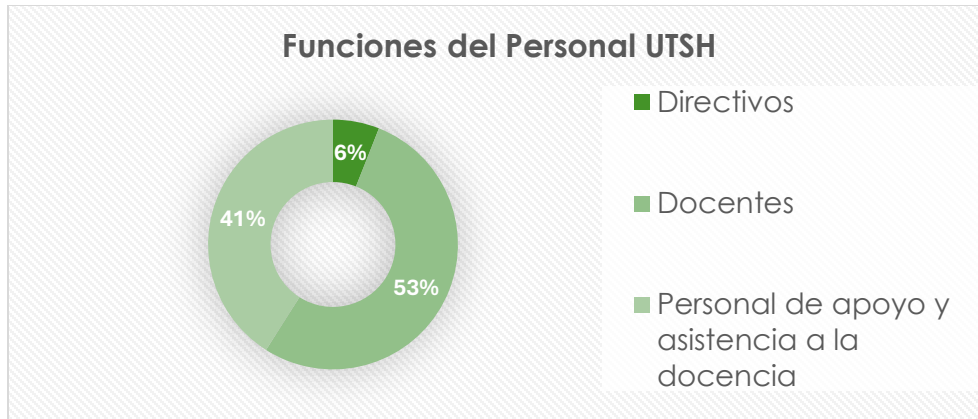 Funciones del Personal UTSH
6%
41%
53%
Directivos
Docentes
Personal de apoyo y
asistencia a la
docencia